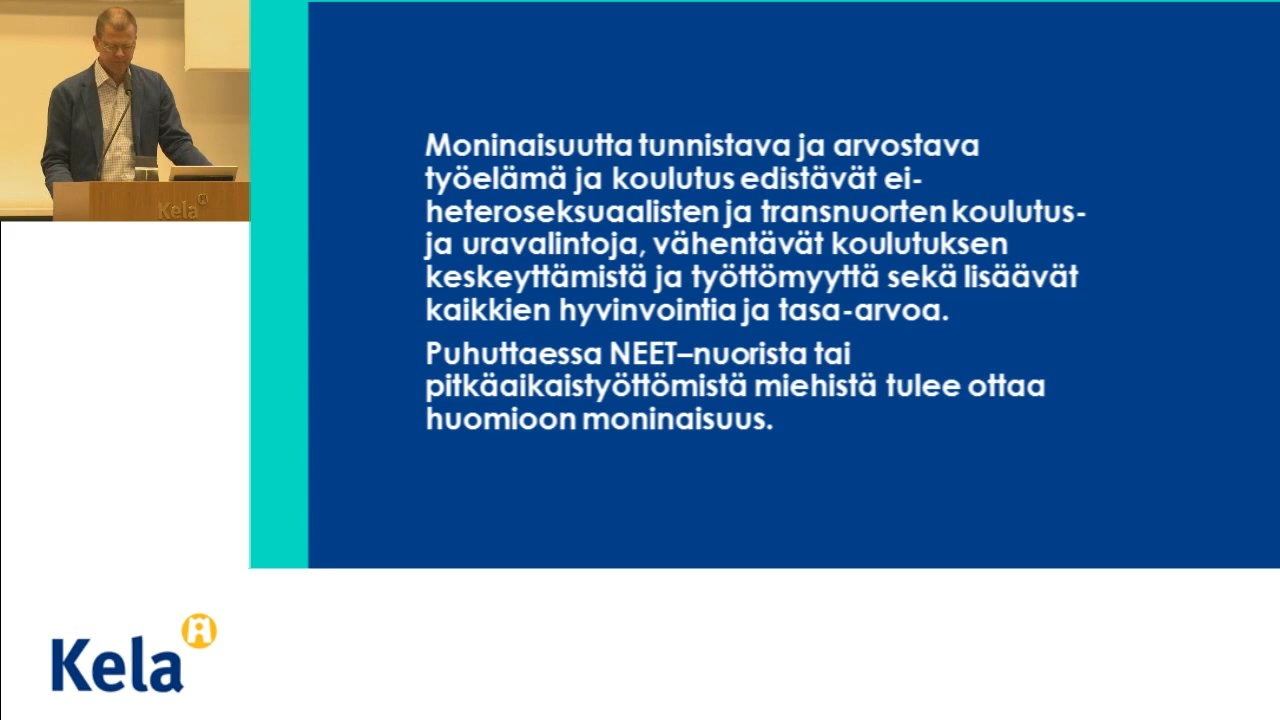 Moninaisuutta tunnistava ja arvostava
työelämä ja koulutus edistävät ei-
heteroseksuaalisten ja transnuorten koulutus-
ja uravalintoja, vähentävät koulutuksen
keskeyttämistä ja työttömyyttä sekä lisäävät
kaikkien hyvinvointia ja tasa-arvoa.
Puhuttaessa NEET–nuorista tai
pitkäaikaistyöttömistä miehistä tulee ottaa
huomioon moninaisuus.
Kela
Kela